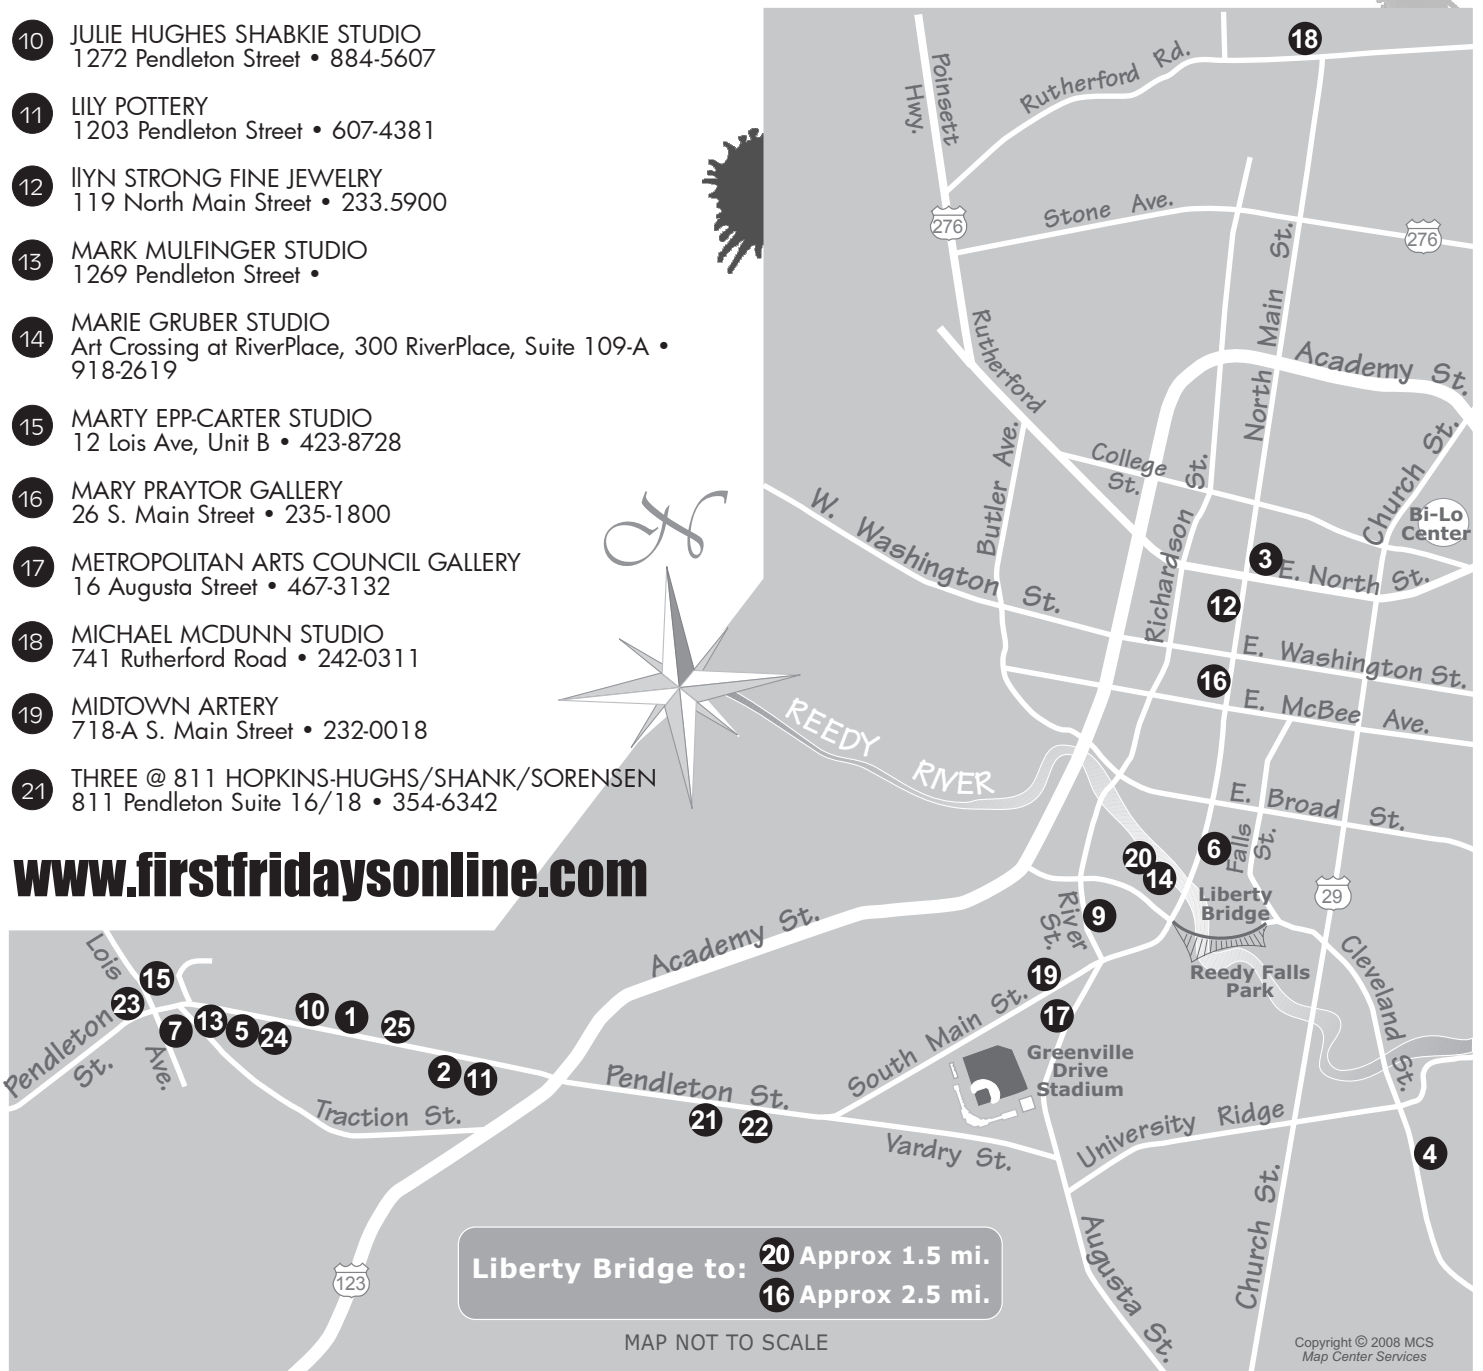 10
JULIE HUGHES SHABKIE STUDIO
1272 Pendleton Street • 884-5607
11
LILY POTTERY
1203 Pendleton Street • 607-4381
12
llYN STRONG FINE JEWELRY
119 North Main Street • 233.5900
13
MARK MULFINGER STUDIO
1269 Pendleton Street •
14
MARIE GRUBER STUDIO
Art Crossing at RiverPlace, 300 RiverPlace, Suite 109-A •
918-2619
15
MARTY EPP-CARTER STUDIO
12 Lois Ave, Unit B • 423-8728
16
MARY PRAYTOR GALLERY
26 S. Main Street • 235-1800
17
METROPOLITAN ARTS COUNCIL GALLERY
16 Augusta Street • 467-3132
18
MICHAEL MCDUNN STUDIO
741 Rutherford Road • 242-0311
19
MIDTOWN ARTERY
718-A S. Main Street • 232-0018
21
THREE @ 811 HOPKINS-HUGHS/SHANK/SORENSEN
811 Pendleton Suite 16/18 • 354-6342
www.firstfridaysonline.com
18
Poinsett
Hwy.
Rutherford Rd.
276
Stone Ave.
276
Rutherford
North Main St.
Academy St.
Church St.
College
St.
Butler Ave.
Richardson St.
Bi-Lo
Center
W. Washington St.
3
E. North St.
12
E. Washington St.
16
E. McBee Ave.
N
REEDY RIVER
E. Broad St.
Falls
St.
6
20
14
Liberty
Bridge
29
River
St.
9
Reedy Falls
Park
Cleveland St.
19
17
South Main St.
Greenville
Drive
Stadium
Academy St.
Lois
Ave.
15
23
7
13
5
24
10
1
25
2
11
Pendleton
St.
Traction St.
Pendleton St.
21
22
Vardry St.
University Ridge
4
Church St.
Augusta St.
123
Liberty Bridge to:
20 Approx 1.5 mi.
16 Approx 2.5 mi.
MAP NOT TO SCALE
Copyright © 2008 MCS
Map Center Services